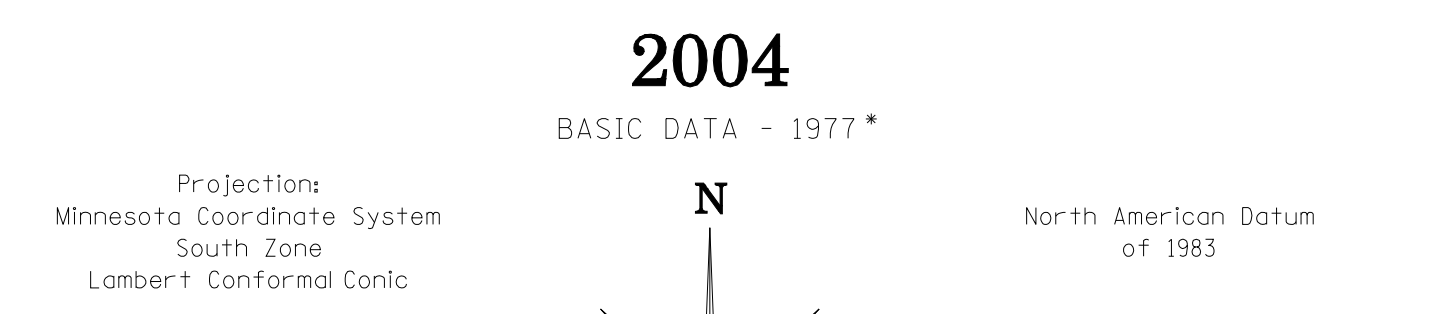 2004
BASIC DATA - 1977*
Projection:
Minnesota Coordinate System
South Zone
Lambert Conformal Conic
N
North American Datum
of 1983